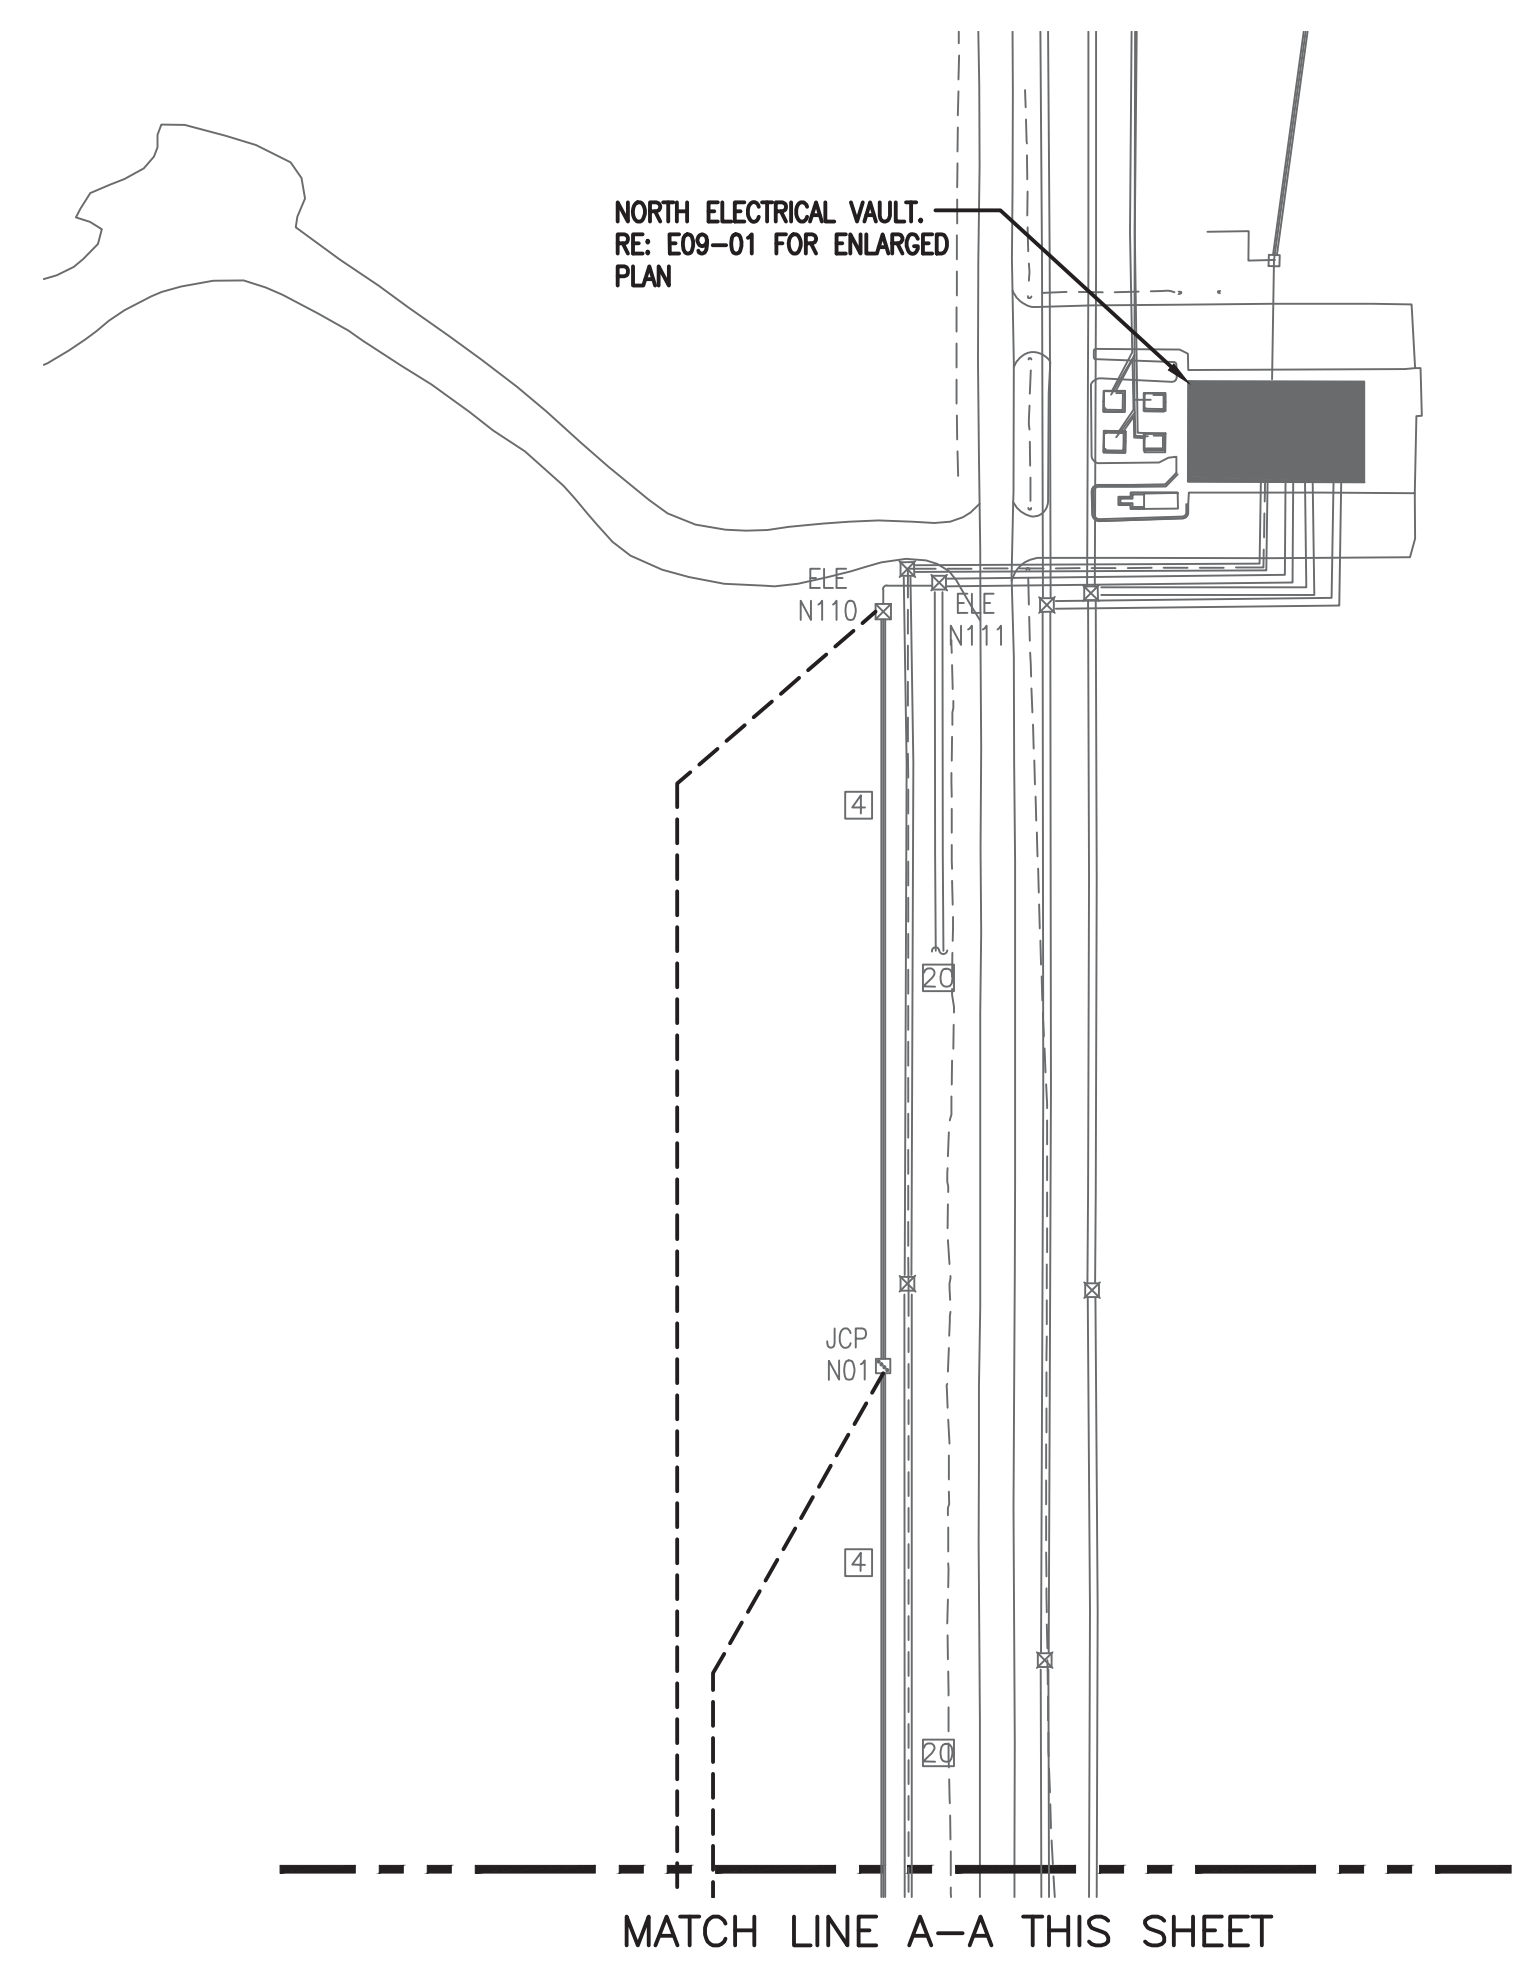 NORTH ELECTRICAL VAULT.
RE: E09-01 FOR ENLARGED
PLAN
ELE
N110
ELE
N111
4
20
JCP
N01
4
20
MATCH LINE A-A THIS SHEET